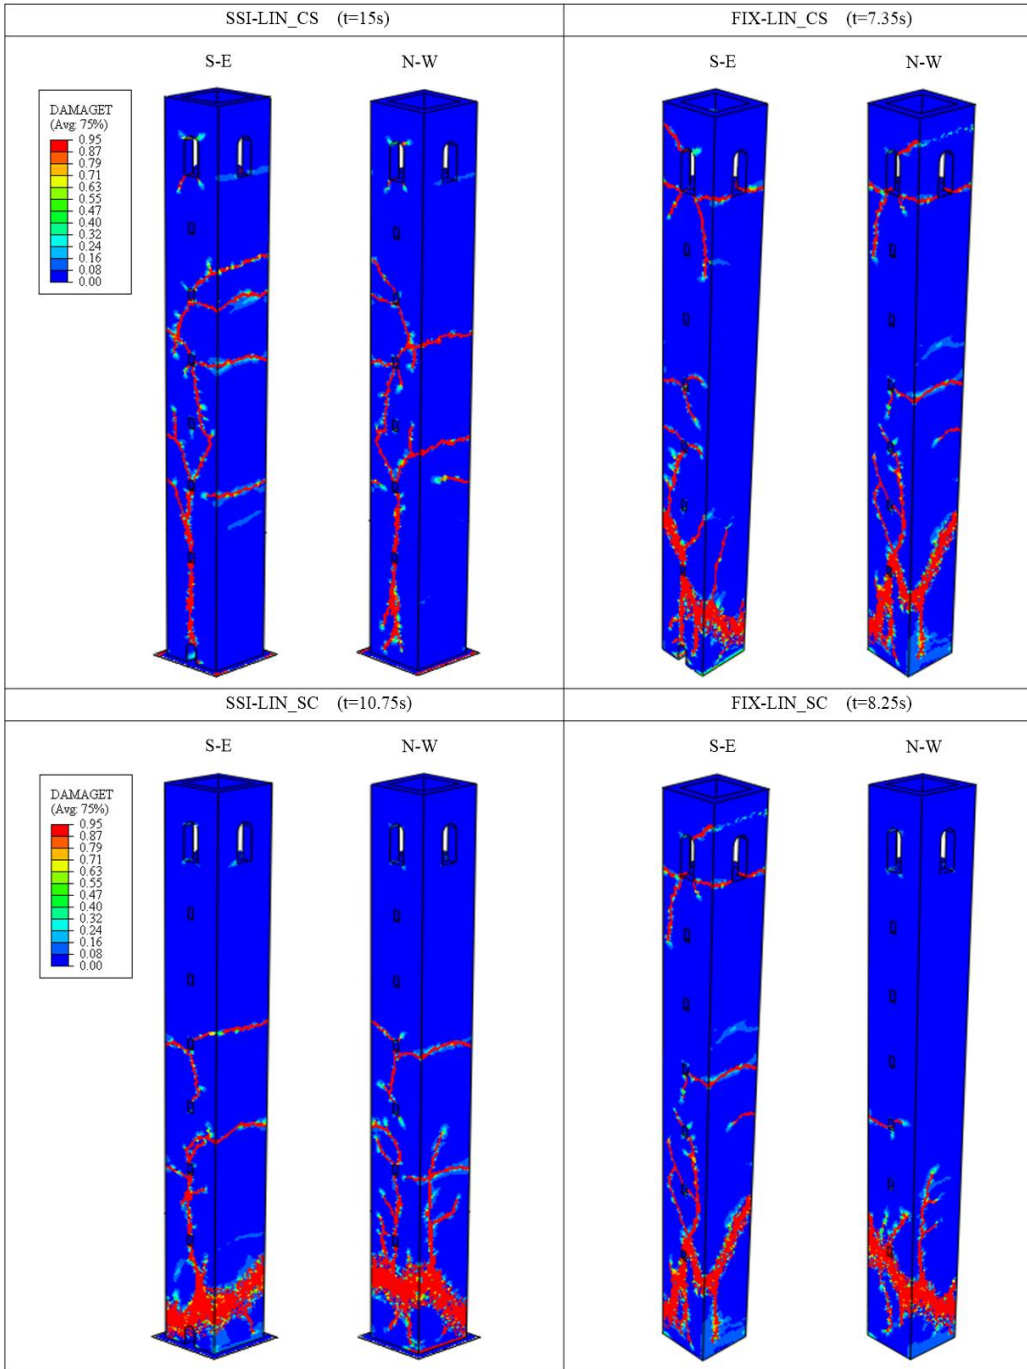 SSI-LIN_CS (t=15s)
FIX-LIN_CS (t=7.35s)
S-E
N-W
S-E
N-W
DAMAGET
(Avg: 75%)
0.95
0.87
0.79
0.71
0.63
0.55
0.47
0.40
0.32
0.24
0.16
0.08
0.00
SSI-LIN_SC (t=10.75s)
FIX-LIN_SC (t=8.25s)
S-E
N-W
S-E
N-W
DAMAGET
(Avg: 75%)
0.95
0.87
0.79
0.71
0.63
0.55
0.47
0.40
0.32
0.24
0.16
0.08
0.00